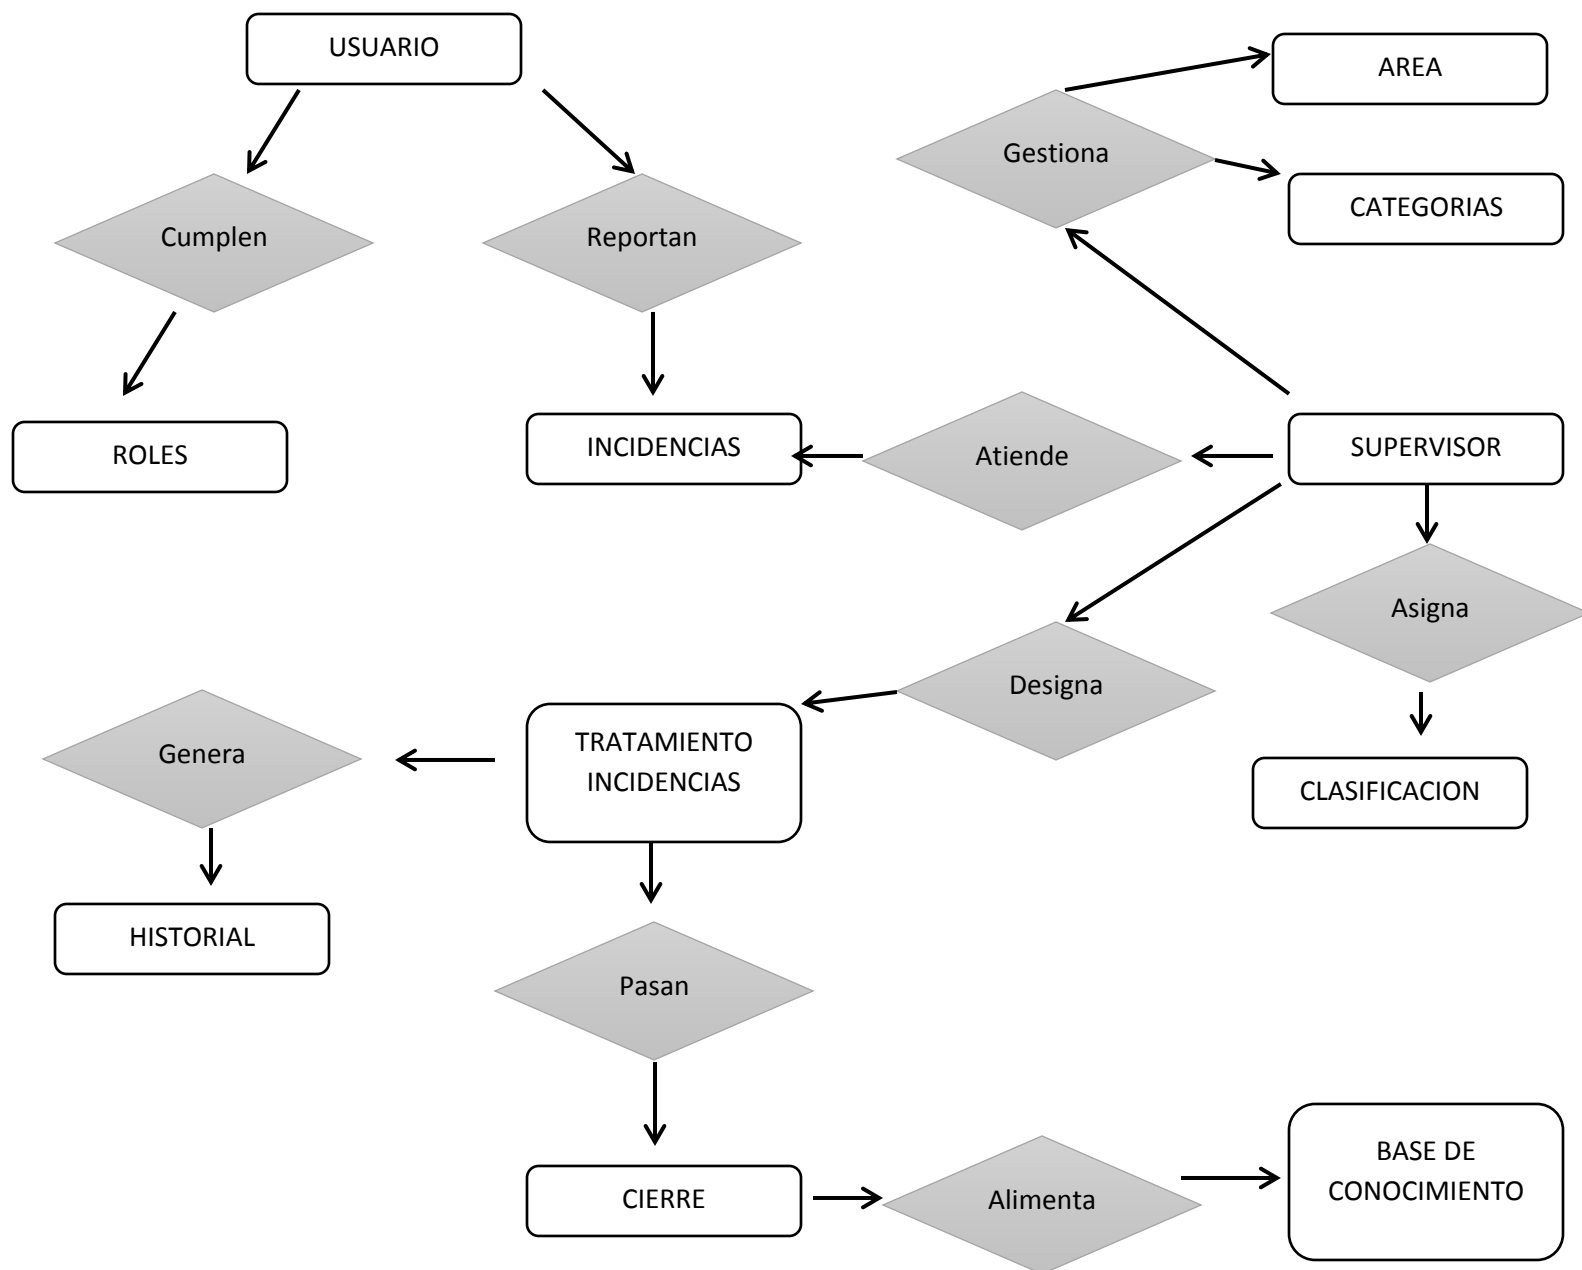 USUARIO
AREA
Gestiona
CATEGORIAS
Cumplen
Reportan
ROLES
INCIDENCIAS
Atiende
SUPERVISOR
Asigna
Designa
TRATAMIENTO
INCIDENCIAS
Genera
CLASIFICACION
HISTORIAL
Pasan
CIERRE
Alimenta
BASE DE
CONOCIMIENTO